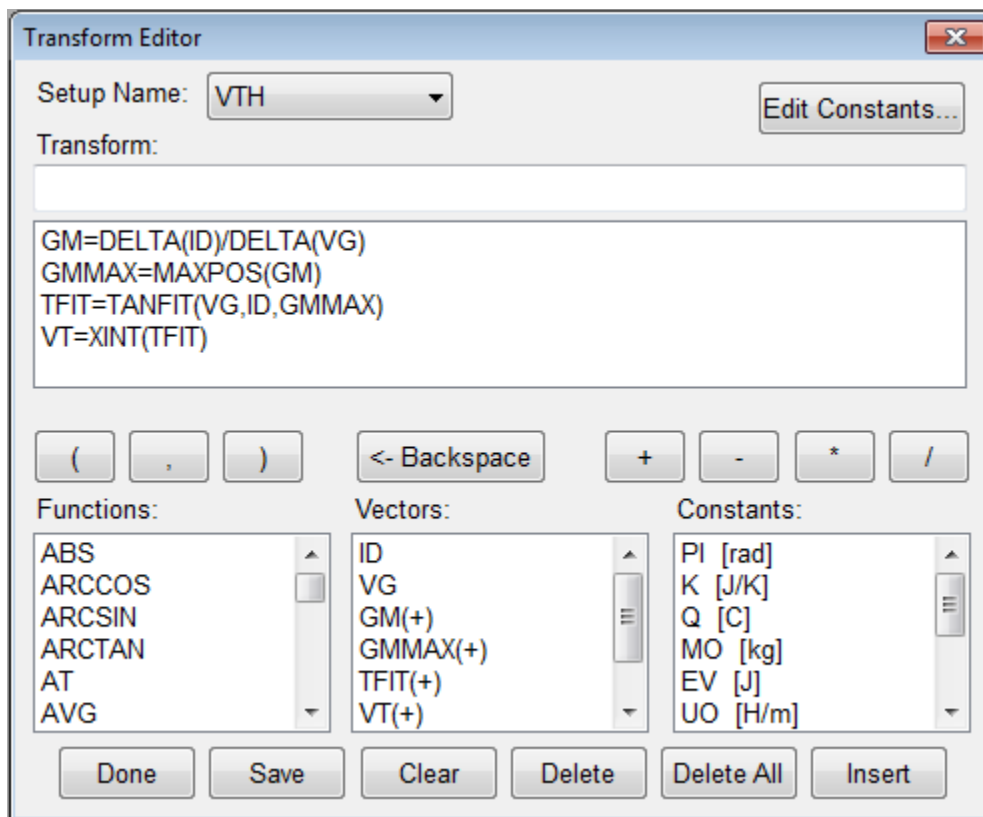 Transform Editor
Setup Name: VTH Edit Constants...
Transform:
GM=DELTA(ID)/DELTA(VG)
GMMAX=MAXPOS(GM)
TFIT=TANFIT(VG,ID,GMMAX)
VT=XINT(TFIT)
( , ) <- Backspace + - * /
Functions: Vectors: Constants:
ABS ID PI [rad]
ARCCOS VG K [J/K]
ARCSIN GM(+) Q [C]
ARCTAN GMMAX(+) MO [kg]
AT TFIT(+) EV [J]
AVG VT(+) UO [H/m]
Done Save Clear Delete Delete All Insert